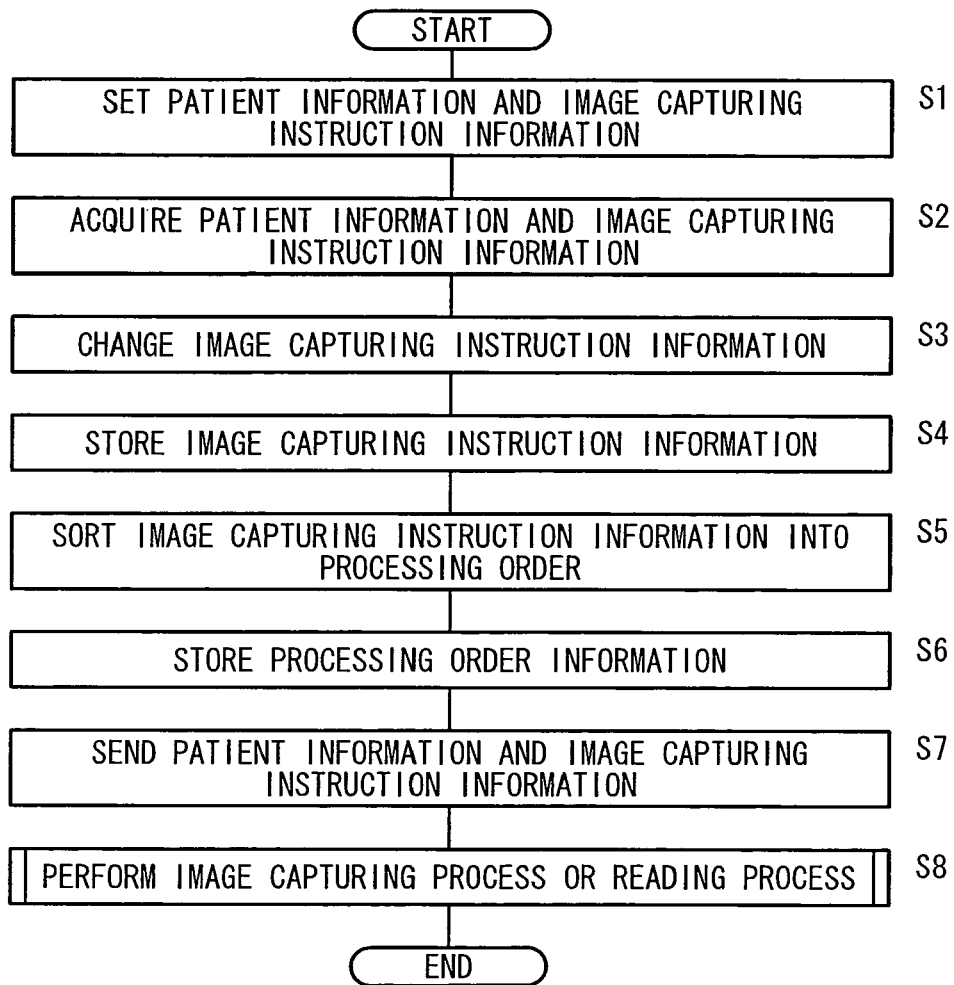 START
SET PATIENT INFORMATION AND IMAGE CAPTURING
INSTRUCTION INFORMATION
S1
ACQUIRE PATIENT INFORMATION AND IMAGE CAPTURING
INSTRUCTION INFORMATION
S2
CHANGE IMAGE CAPTURING INSTRUCTION INFORMATION
S3
STORE IMAGE CAPTURING INSTRUCTION INFORMATION
S4
SORT IMAGE CAPTURING INSTRUCTION INFORMATION INTO
PROCESSING ORDER
S5
STORE PROCESSING ORDER INFORMATION
S6
SEND PATIENT INFORMATION AND IMAGE CAPTURING
INSTRUCTION INFORMATION
S7
PERFORM IMAGE CAPTURING PROCESS OR READING PROCESS
S8
END